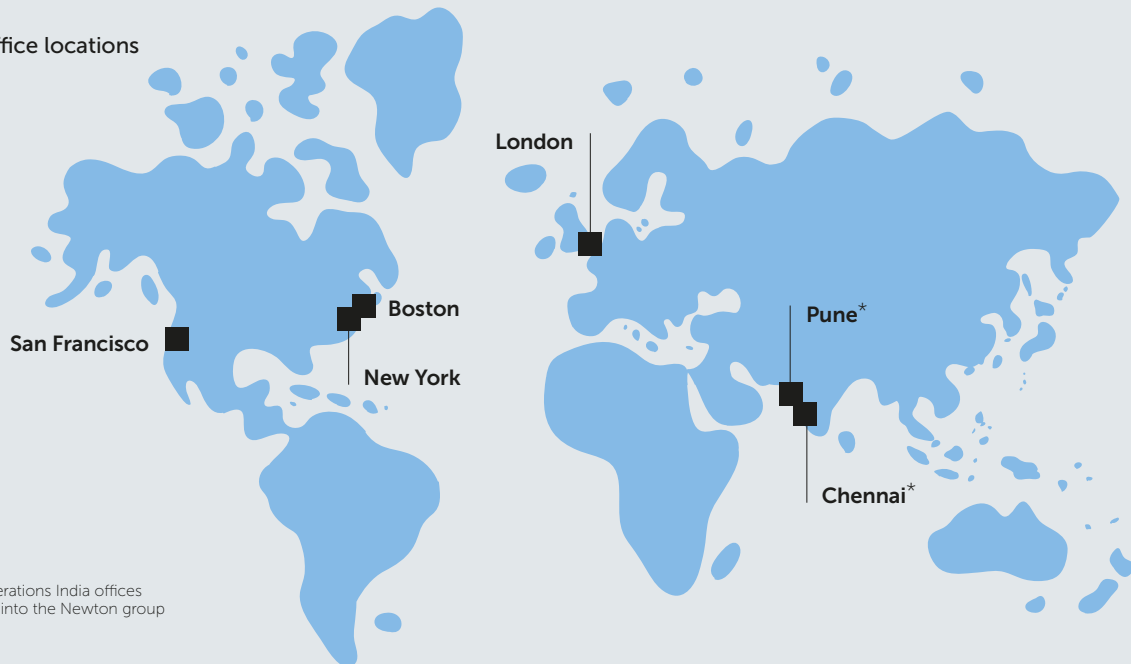 ffice locations
London
Boston
San Francisco
New York
Pune*
Chennai*
erations India offices
into the Newton group